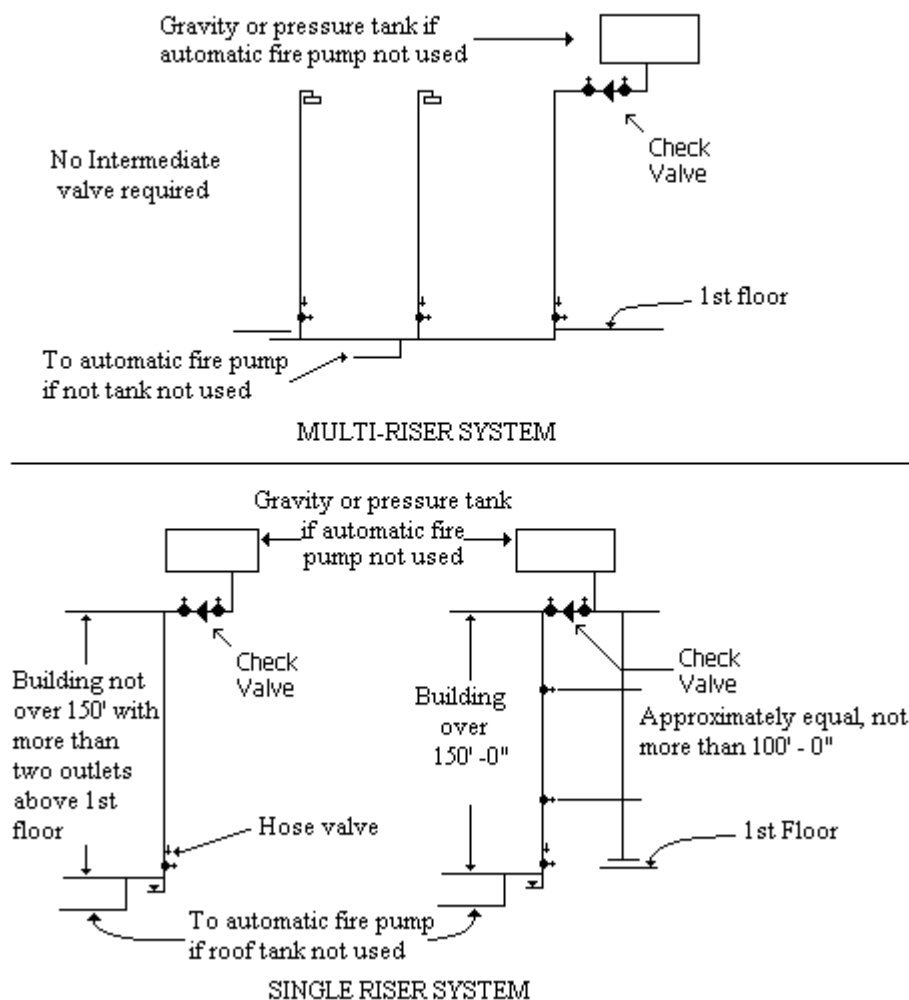 Gravity or pressure tank if
automatic fire pump not used
Check
Valve
No Intermediate
valve required
1st floor
To automatic fire pump
if not tank not used
MULTI-RISER SYSTEM
Gravity or pressure tank
if automatic fire
pump not used
Check
Valve
Check
Valve
Building not
over 150' with
more than
two outlets
above 1st
floor
Building
over
150' -0"
Approximately equal, not
more than 100' - 0"
Hose valve
1st Floor
To automatic fire pump
if roof tank not used
SINGLE RISER SYSTEM